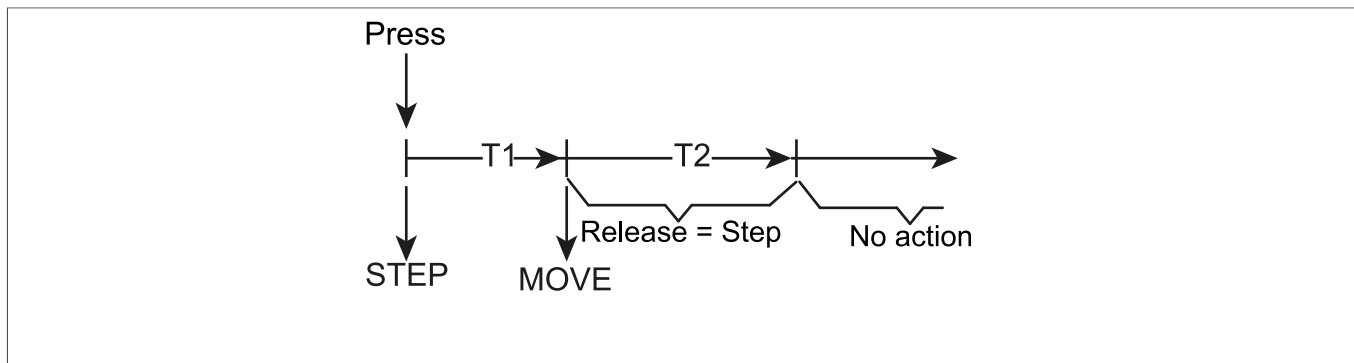 Press
T1
T2
Release = Step
No action
STEP
MOVE